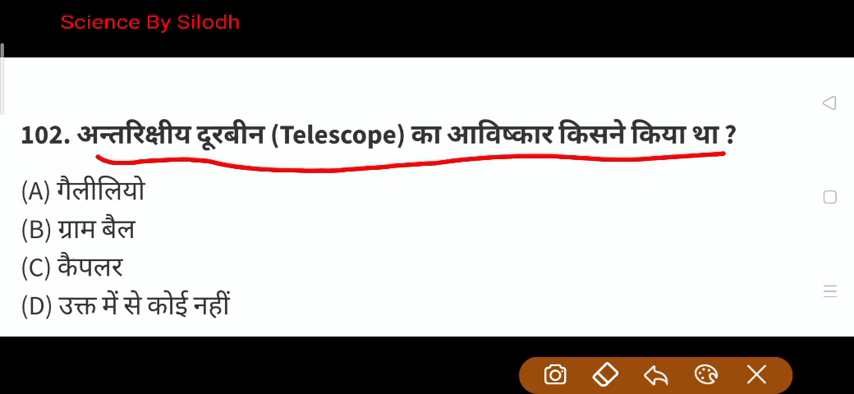 Science By Silodh
102. अन्तरिक्षीय दूरबीन (Telescope) का आविष्कार किसने किया था ?
(A) गैलीलियो
(B) ग्राम बैल
(C) कैपलर
(D) उक्त में से कोई नहीं